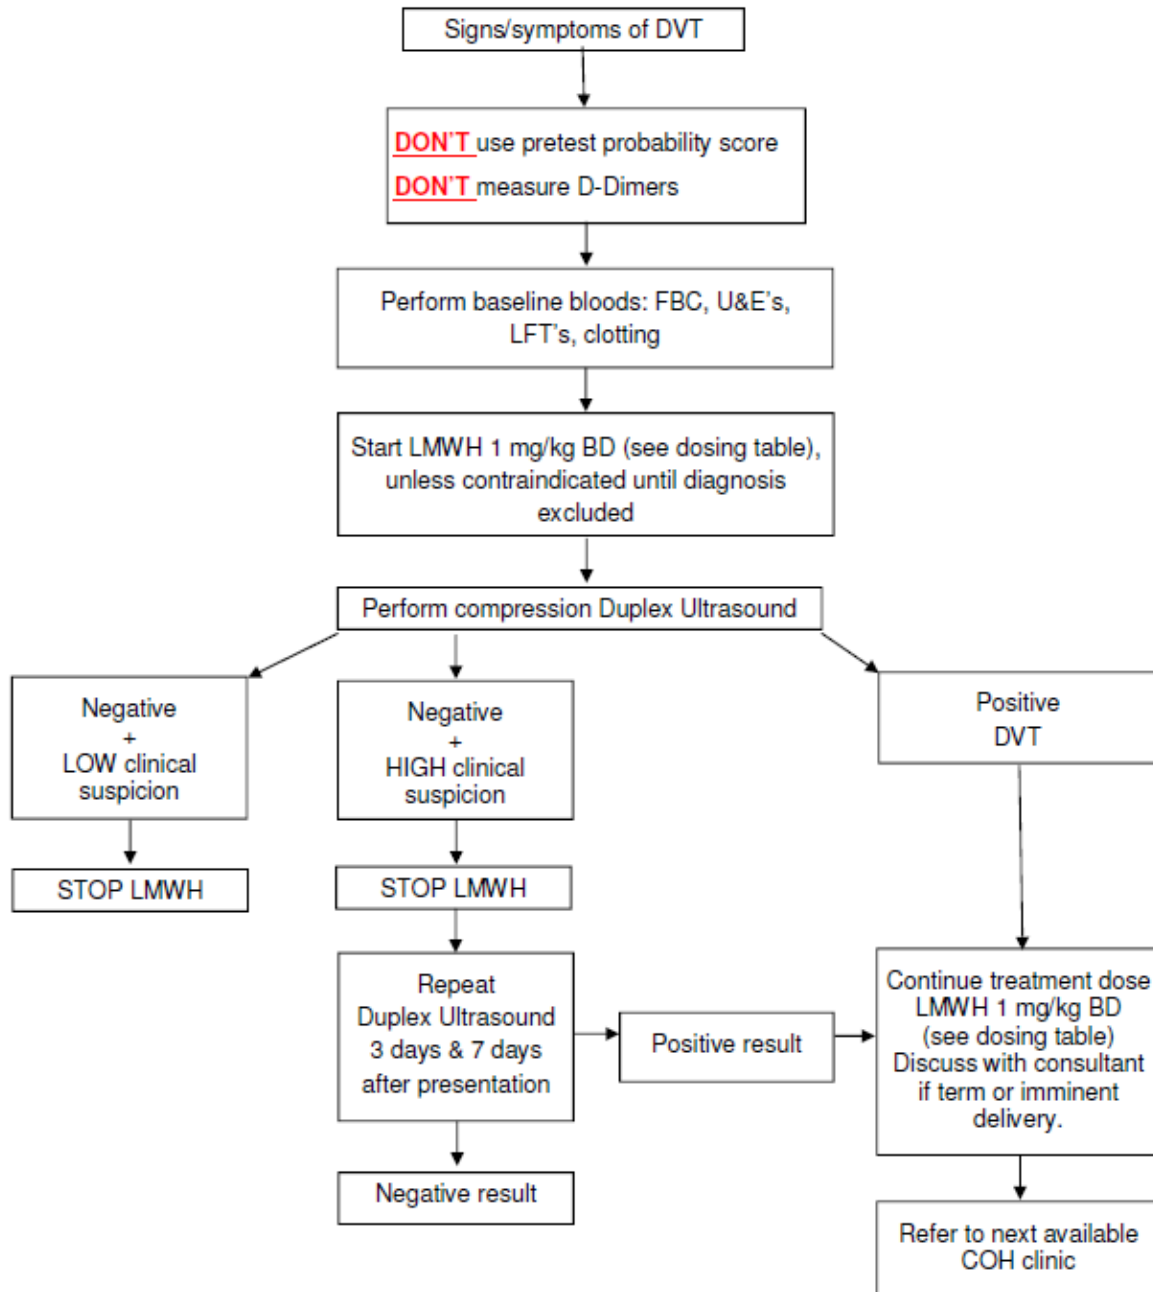 Signs/symptoms of DVT
DON'T use pretest probability score
DON'T measure D-Dimers
Perform baseline bloods: FBC, U&E's,
LFT's, clotting
Start LMWH 1 mg/kg BD (see dosing table),
unless contraindicated until diagnosis
excluded
Perform compression Duplex Ultrasound
Negative
+
LOW clinical
suspicion
STOP LMWH
Negative
+
HIGH clinical
suspicion
STOP LMWH
Repeat
Duplex Ultrasound
3 days & 7 days
after presentation
Positive result
Negative result
Positive
DVT
Continue treatment dose
LMWH 1 mg/kg BD
(see dosing table)
Discuss with consultant
if term or imminent
delivery.
Refer to next available
COH clinic